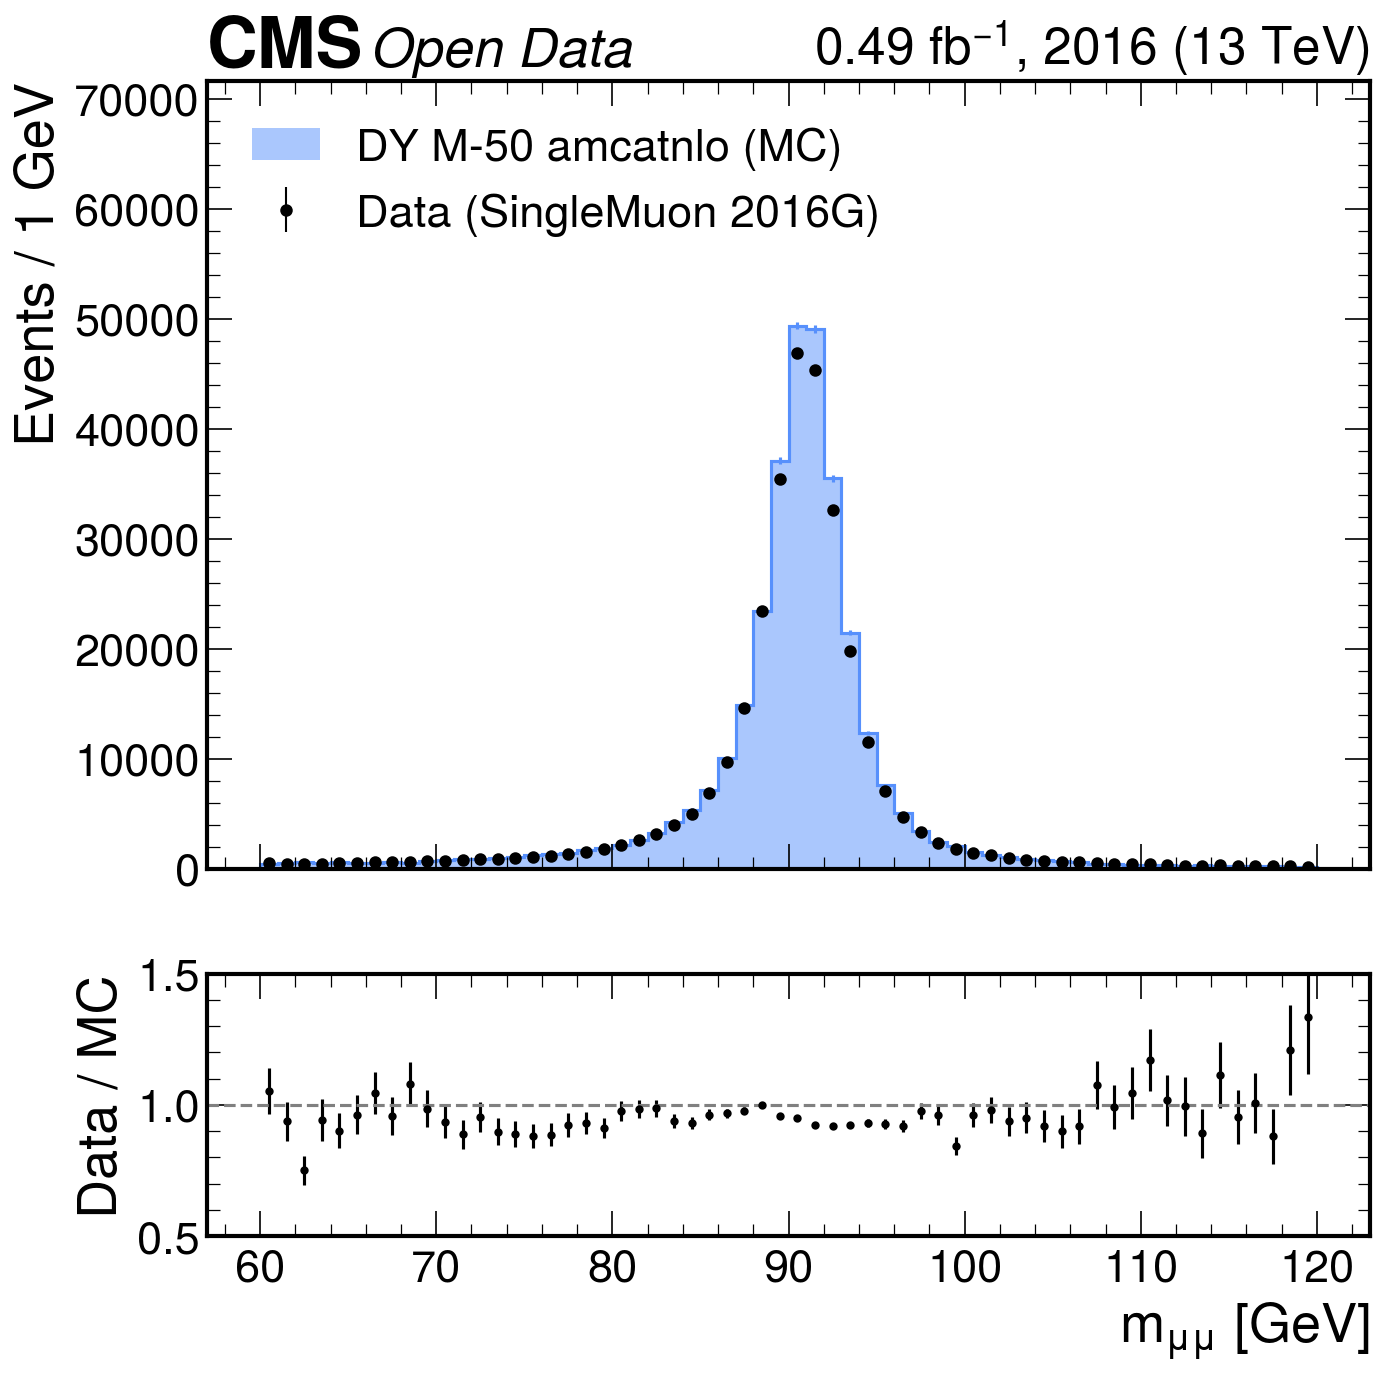 CMS Open Data
0.49 fb⁻¹, 2016 (13 TeV)
Events / 1 GeV
70000
60000
50000
40000
30000
20000
10000
0
DY M-50 amcatnlo (MC)
Data (SingleMuon 2016G)
Data / MC
1.5
1.0
0.5
60 70 80 90 100 110 120
mμμ [GeV]